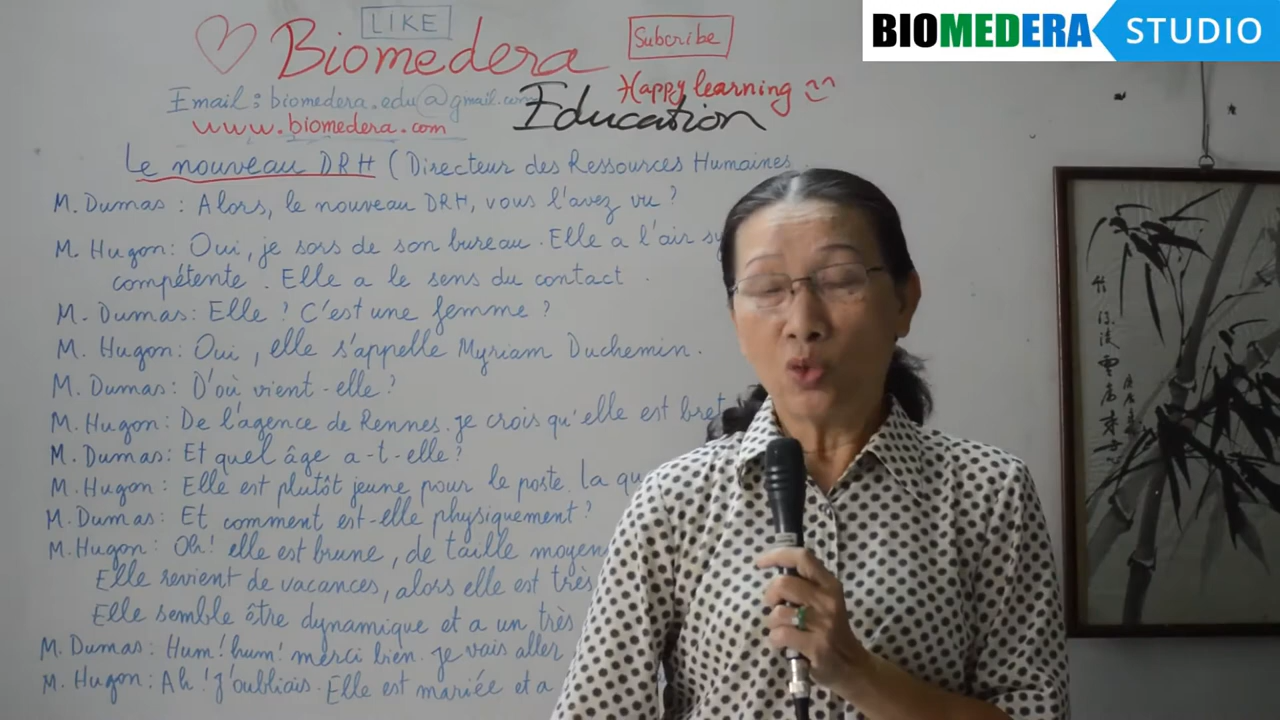 BIOMEDERA STUDIO
LIKE
Biomedera
Subcribe
Happy learning
Email: biomedera.edu@gmail.com
Education
www.biomedera.com
Le nouveau DRH (Directeur des Ressources Humaines
M. Dumas : Alors, le nouveau DRH, vous l'avez vu ?
M. Hugon: Oui, je sors de son bureau. Elle a l'air
compétente. Elle a le sens du contact.
M. Dumas: Elle ? C'est une femme ?
M. Hugon: Oui, elle s'appelle Myriam Duchemin.
M. Dumas: D'où vient-elle ?
M. Hugon: De l'agence de Rennes. je crois qu'elle est bret
M. Dumas: Et quel âge a-t-elle ?
M. Hugon: Elle est plutôt jeune pour le poste. La qu
M. Dumas: Et comment est-elle physiquement ?
M. Hugon: Oh! elle est brune, de taille moyen
Elle revient de vacances, alors elle est très
Elle semble être dynamique et a un très
M. Dumas: Hum! hum! merci bien. je vais aller
M. Hugon: Ah! J'oubliais. Elle est mariée et a